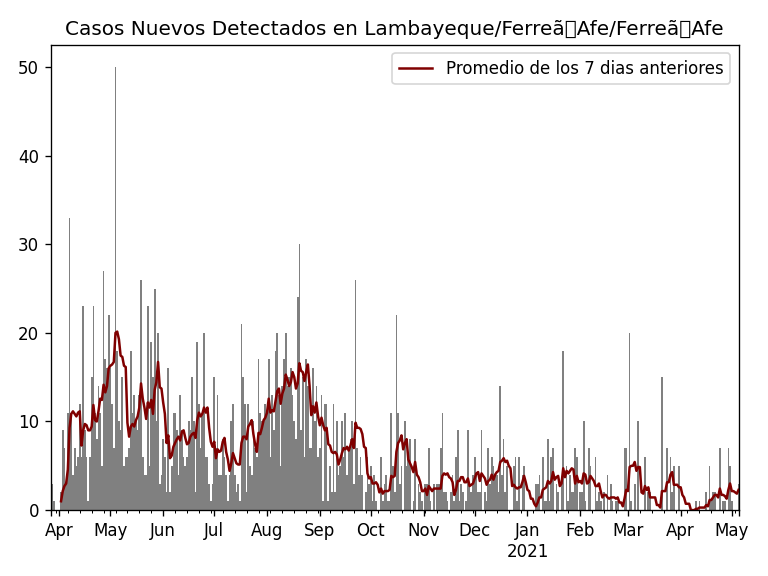 Casos Nuevos Detectados en Lambayeque/Ferreã▯Afe/Ferreã▯Afe
Promedio de los 7 dias anteriores
50
40
30
20
10
0
Apr May Jun Jul Aug Sep Oct Nov Dec Jan Feb Mar Apr May
2021